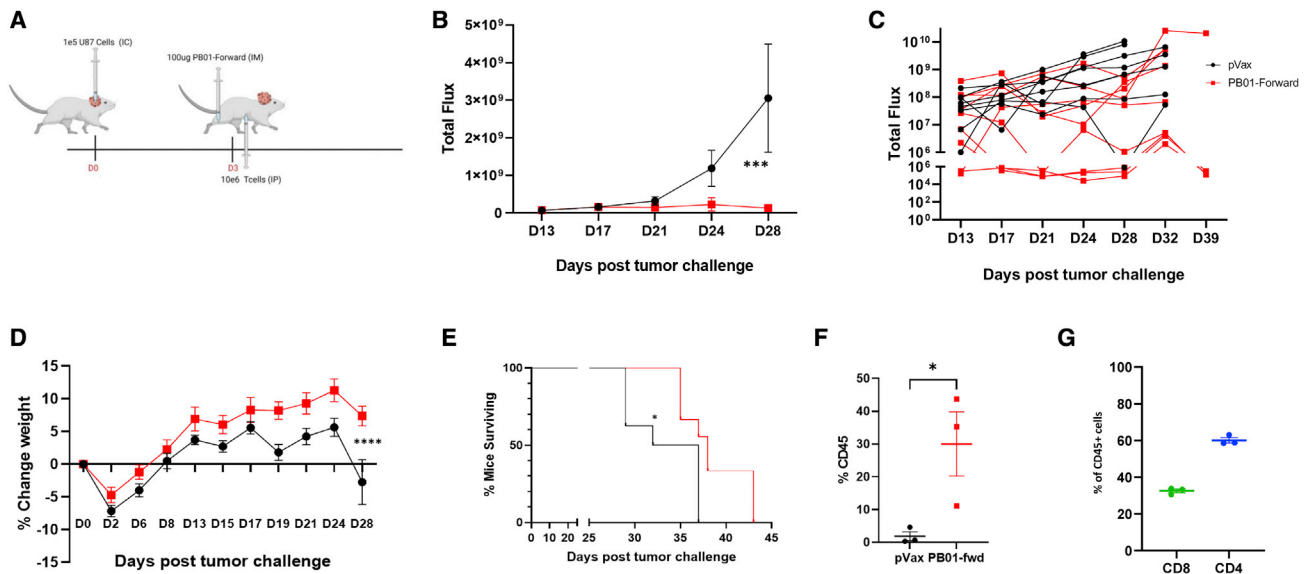 A
1e5 U87 Cells (IC)
100ug PB01-Forward (IM)
D0
D3
10e6 Tcells (IP)
B
Total Flux
5×10⁹
4×10⁹
3×10⁹
2×10⁹
1×10⁹
0
***
D13 D17 D21 D24 D28
Days post tumor challenge
C
Total Flux
10¹⁰
10⁹
10⁸
10⁷
10⁶
10⁶
10⁴
10²
10⁰
pVax
PB01-Forward
D13 D17 D21 D24 D28 D32 D39
Days post tumor challenge
D
% Change weight
15
10
5
0
-5
-10
-15
****
D0 D2 D6 D8 D13 D15 D17 D19 D21 D24 D28
Days post tumor challenge
E
% Mice Surviving
100
50
0
*
0 10 20 25 30 35 40 45
Days post tumor challenge
F
% CD45
50
40
30
20
10
0
*
pVax PB01-fwd
G
% of CD45+ cells
100
80
60
40
20
0
CD8 CD4